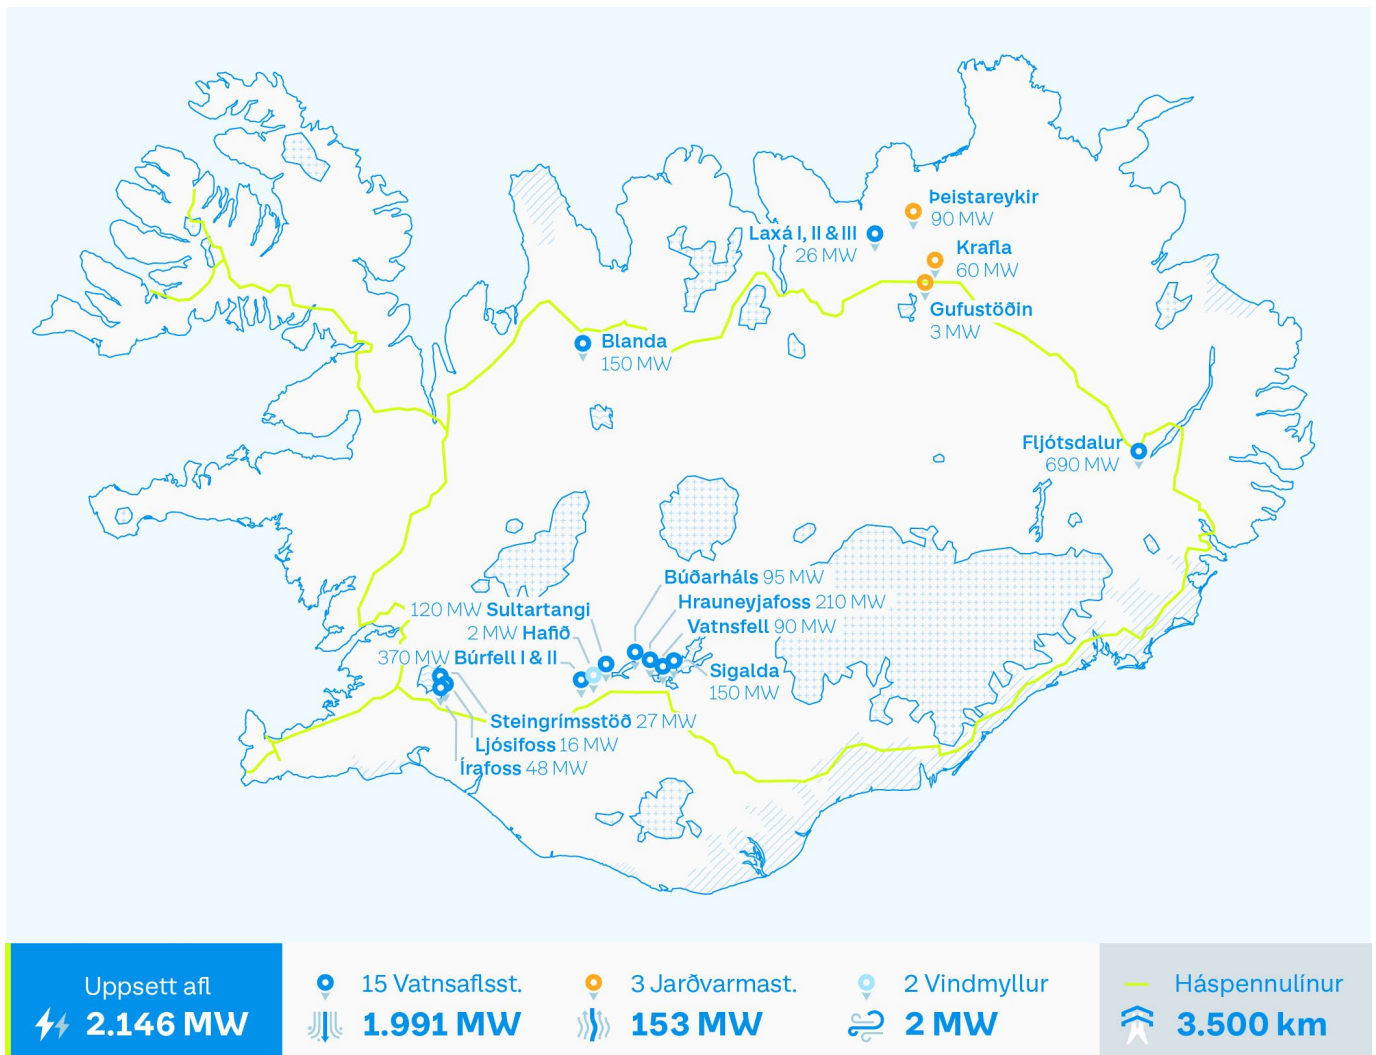 Þeistareykir
90 MW
Laxá I, II & III
26 MW
Krafla
60 MW
Gufustöðin
3 MW
Blanda
150 MW
Fljótsdalur
690 MW
Búðarháls 95 MW
Hrauneyjafoss 210 MW
Vatnsfell 90 MW
120 MW Sultartangi
2 MW Hafið
370 MW Búrfell I & II
Sigalda
150 MW
Steingrímsstöð 27 MW
Ljósifoss 16 MW
Írafoss 48 MW
Uppsett afl
2.146 MW
15 Vatnsaflsst.
1.991 MW
3 Jarðvarmast.
153 MW
2 Vindmyllur
2 MW
Háspennulínur
3.500 km